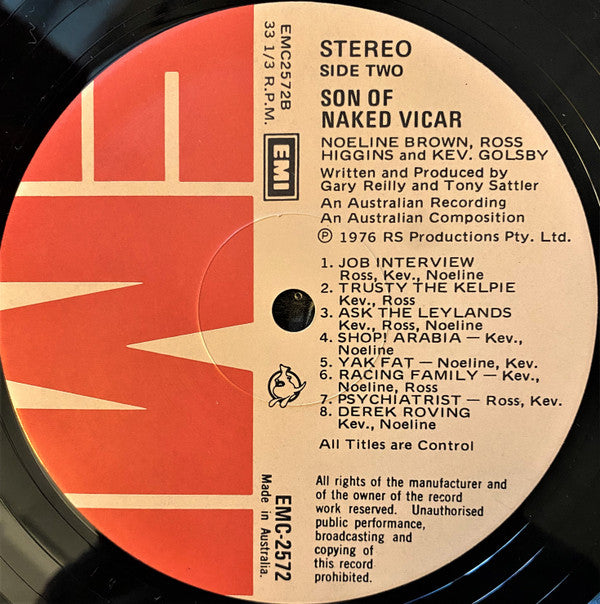 STEREO
SIDE TWO
SON OF
NAKED VICAR
NOELINE BROWN, ROSS
HIGGINS and KEV. GOLSBY
Written and Produced by
Gary Reilly and Tony Sattler
An Australian Recording
An Australian Composition
℗ 1976 RS Productions Pty. Ltd.
1. JOB INTERVIEW
Ross, Kev., Noeline
2. TRUSTY THE KELPIE
Kev., Ross
3. ASK THE LEYLANDS
Kev., Ross, Noeline
4. SHOP! ARABIA — Kev.,
Noeline
5. YAK FAT — Noeline, Kev.
6. RACING FAMILY — Kev.,
Noeline, Ross
7. PSYCHIATRIST — Ross, Kev.
8. DEREK ROVING
Kev., Noeline
All Titles are Control
All rights of the manufacturer and
of the owner of the record
work reserved. Unauthorised
public performance,
broadcasting and
copying of
this record
prohibited.
EMC2572B
33 1/3 R.P.M.
EMI
EMC-2572
Made in Australia.
EMI